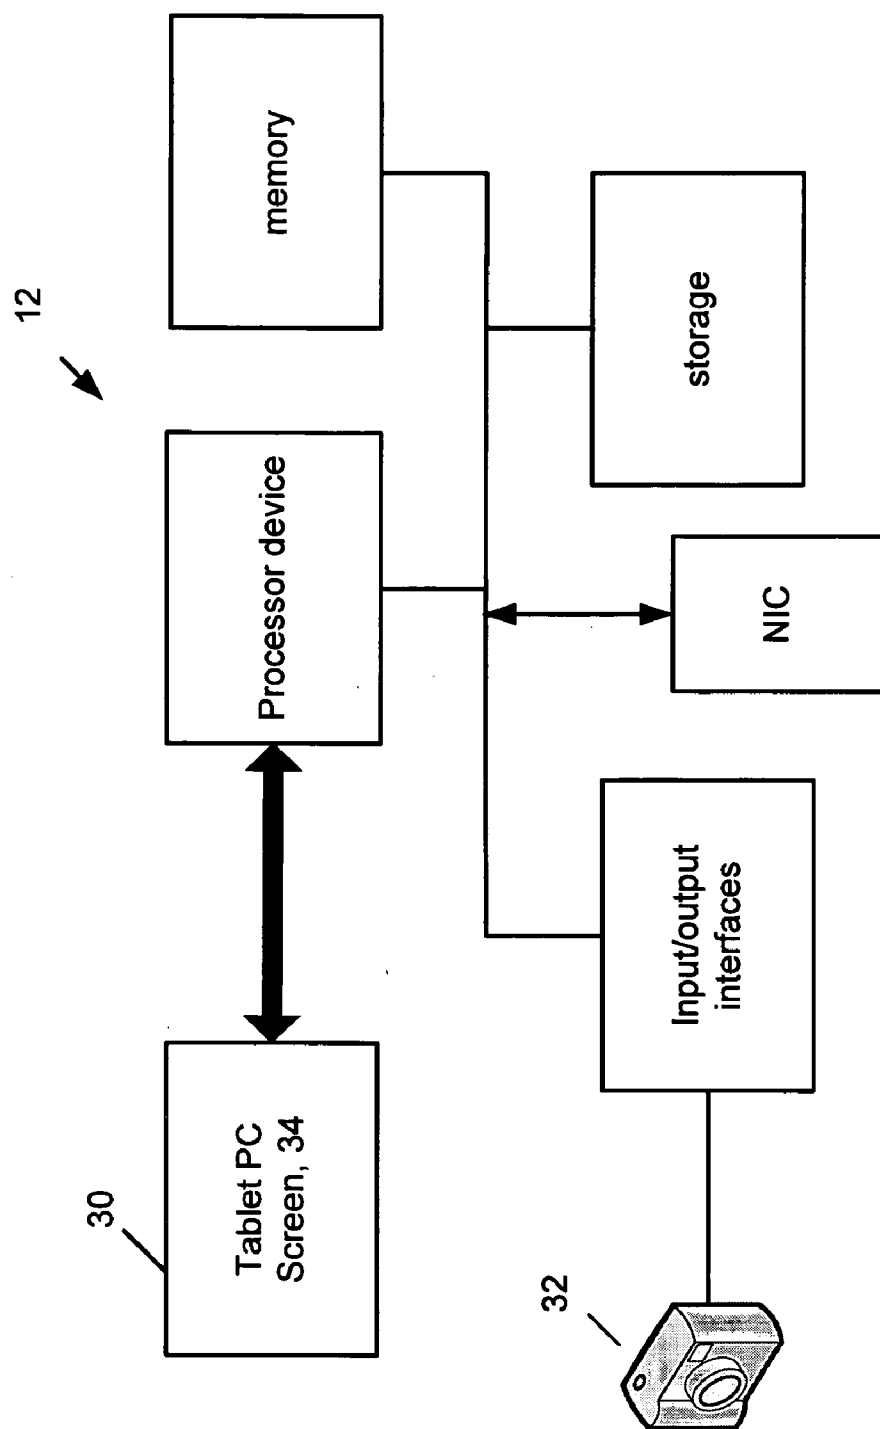 12
30
Tablet PC
Screen, 34
Processor device
memory
32
Input/output
interfaces
NIC
storage